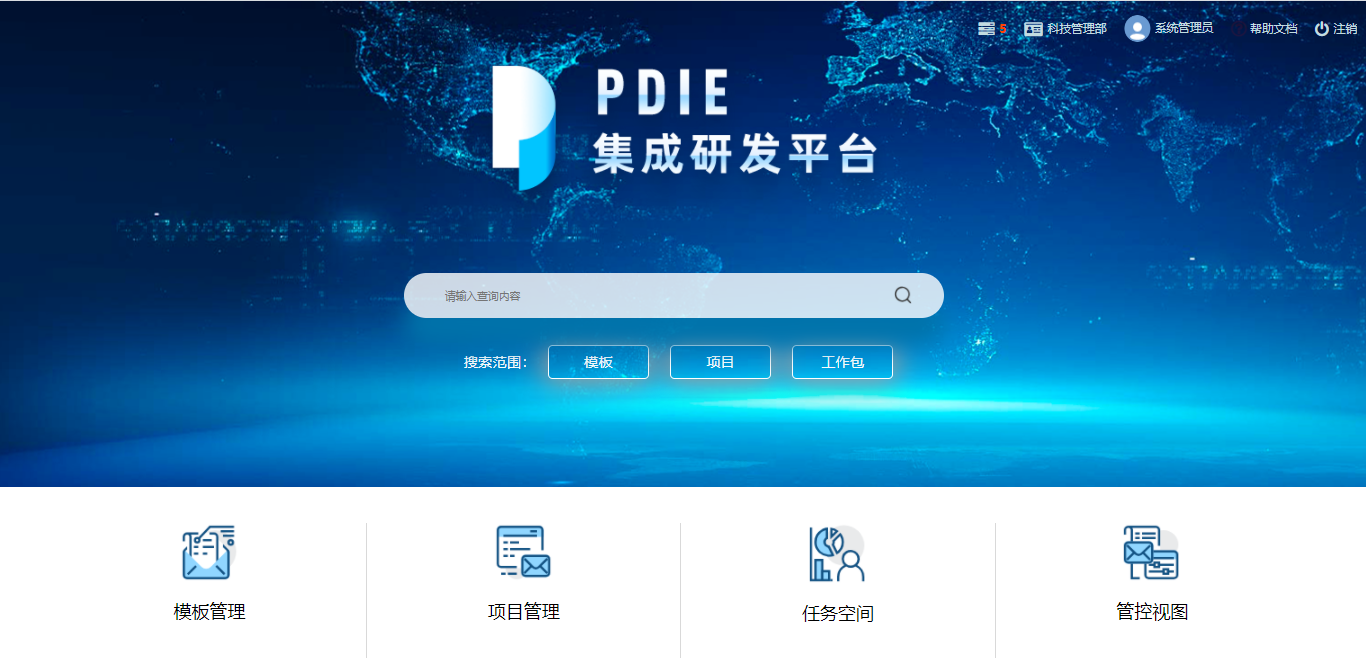 5 科技管理部 系统管理员 帮助文档 注销
PDIE
集成研发平台
请输入查询内容
搜索范围： 模板 项目 工作包
模板管理 项目管理 任务空间 管控视图